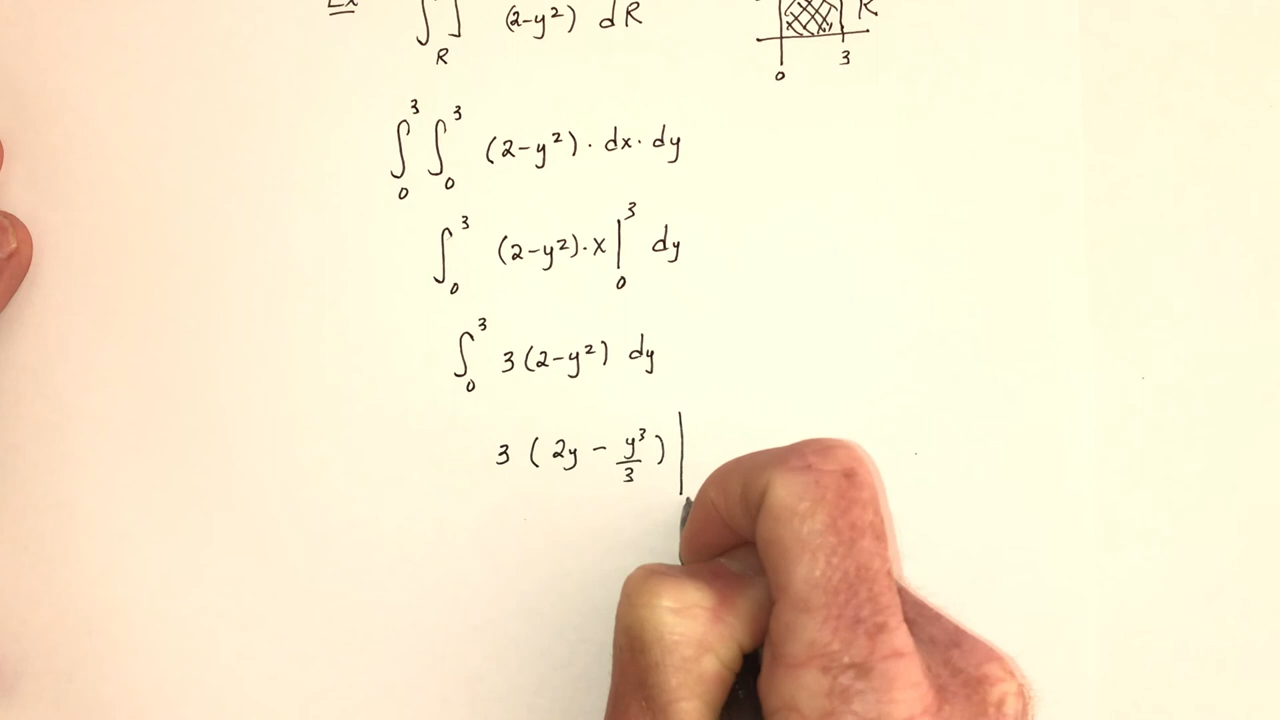 Ex ∬_R (2-y²) dR R
0 3
∫₀³ ∫₀³ (2-y²) · dx · dy
∫₀³ (2-y²) · x |₀³ dy
∫₀³ 3(2-y²) dy
3 ( 2y - y³/3 ) |